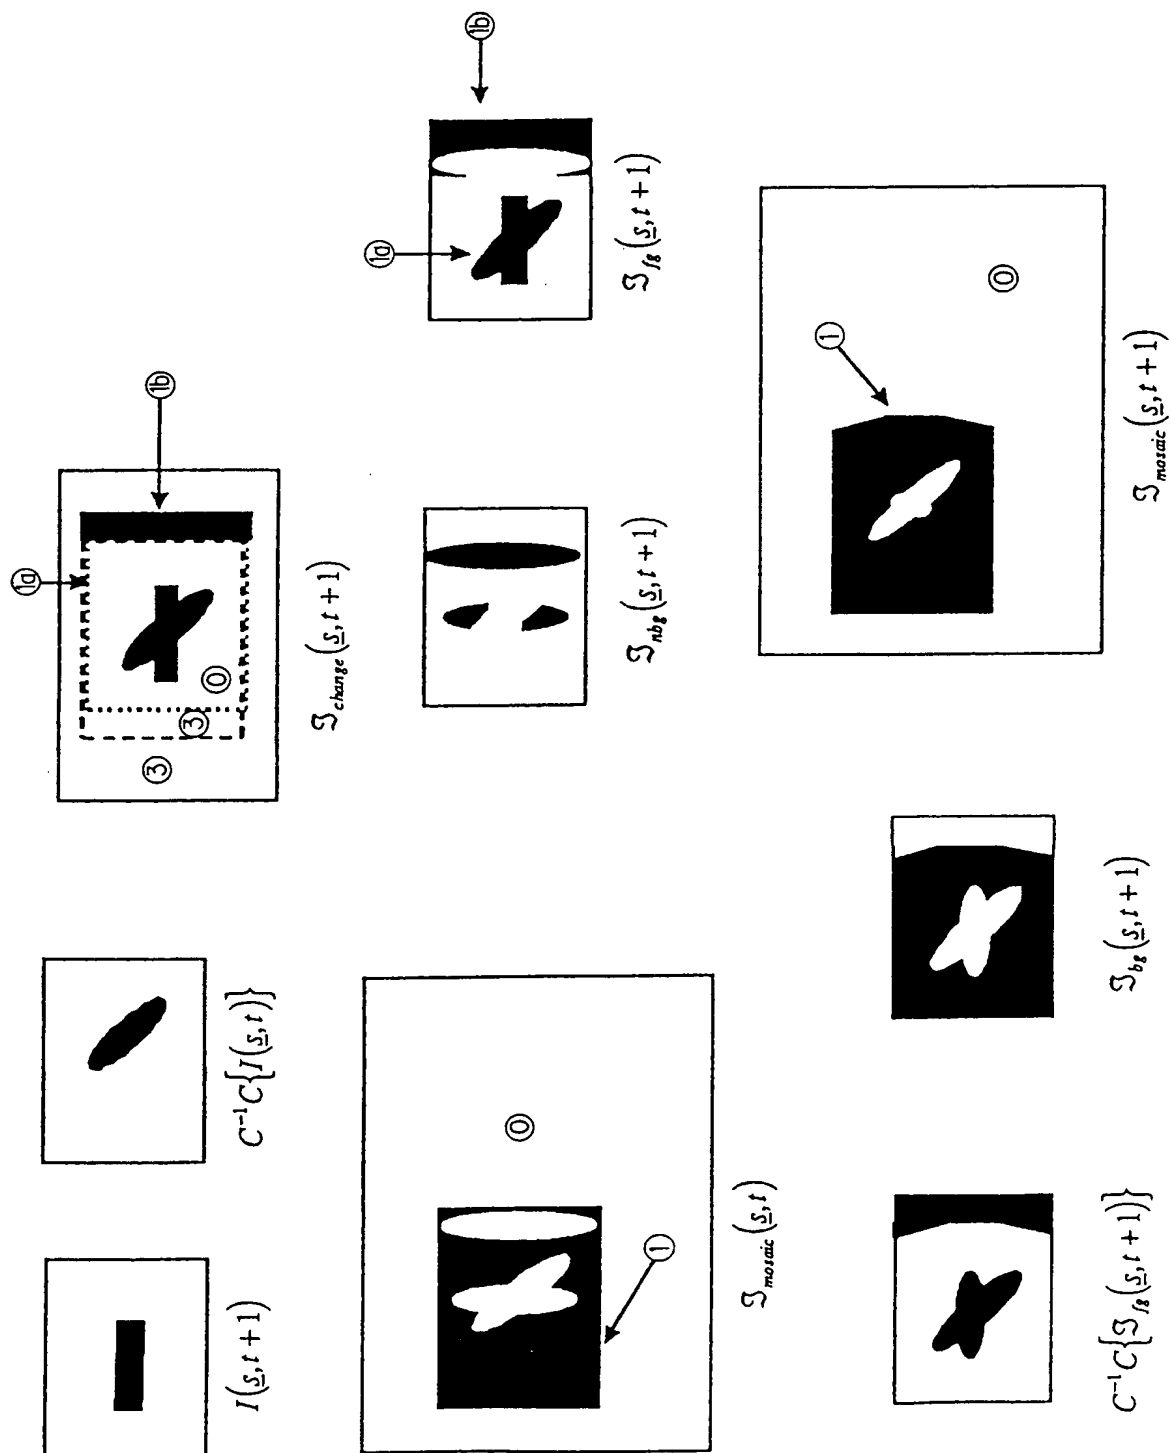 ③ ③ ⓪ 1a 1b
I(s̲,t+1)
C⁻¹C{I(s̲,t)}
ℑ_change(s̲,t+1)
① ⓪ 1a 1b
ℑ_nbg(s̲,t+1)
ℑ_fg(s̲,t+1)
ℑ_mosaic(s̲,t)
① ⓪
C⁻¹C{ℑ_fg(s̲,t+1)}
ℑ_bg(s̲,t+1)
ℑ_mosaic(s̲,t+1)